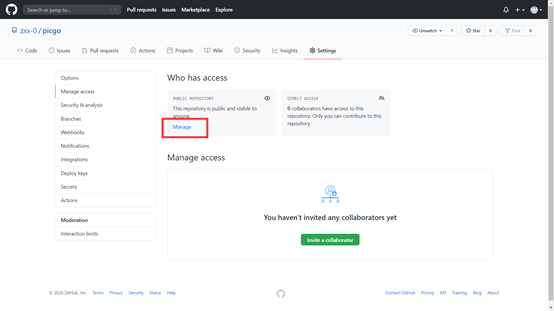 Search or jump to...
/
Pull requests
Issues
Marketplace
Explore
zxx-0 / picgo
Unwatch
1
Star
0
Fork
0
Code
Issues
Pull requests
Actions
Projects
Wiki
Security
Insights
Settings
Options
Manage access
Security & analysis
Branches
Webhooks
Notifications
Integrations
Deploy keys
Secrets
Actions
Moderation
Interaction limits
Who has access
PUBLIC REPOSITORY
This repository is public and visible to
anyone.
Manage
DIRECT ACCESS
0 collaborators have access to this
repository. Only you can contribute to this
repository.
Manage access
You haven't invited any collaborators yet
Invite a collaborator
© 2020 GitHub, Inc.
Terms
Privacy
Security
Status
Help
Contact GitHub
Pricing
API
Training
Blog
About